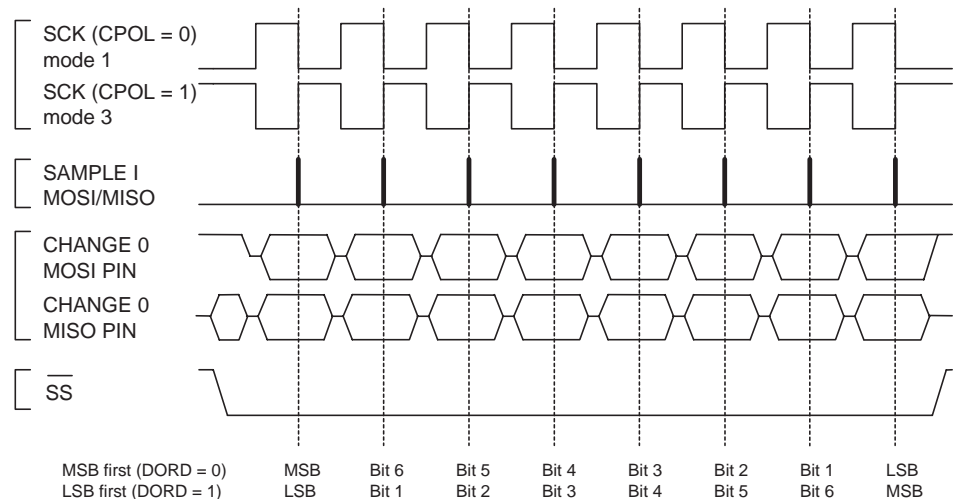 SCK (CPOL = 0)
mode 1
SCK (CPOL = 1)
mode 3
SAMPLE I
MOSI/MISO
CHANGE 0
MOSI PIN
CHANGE 0
MISO PIN
SS
MSB first (DORD = 0) MSB Bit 6 Bit 5 Bit 4 Bit 3 Bit 2 Bit 1 LSB
LSB first (DORD = 1) LSB Bit 1 Bit 2 Bit 3 Bit 4 Bit 5 Bit 6 MSB